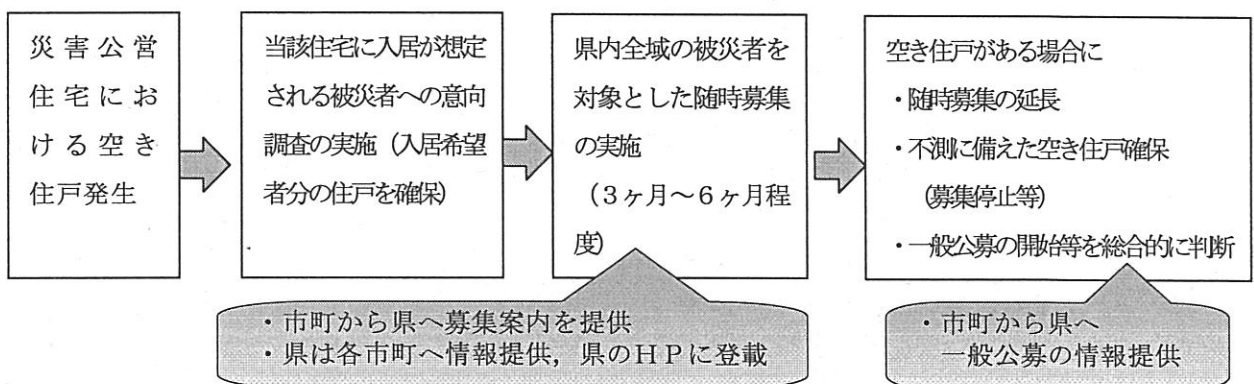 災害公営
住宅にお
ける空き
住戸発生
当該住宅に入居が想定
される被災者への意向
調査の実施（入居希望
者分の住戸を確保）
県内全域の被災者を
対象とした随時募集
の実施
（３ヶ月～６ヶ月程
度）
空き住戸がある場合に
・随時募集の延長
・不測に備えた空き住戸確保
（募集停止等）
・一般公募の開始等を総合的に判断
・市町から県へ募集案内を提供
・県は各市町へ情報提供，県のＨＰに登載
・市町から県へ
一般公募の情報提供